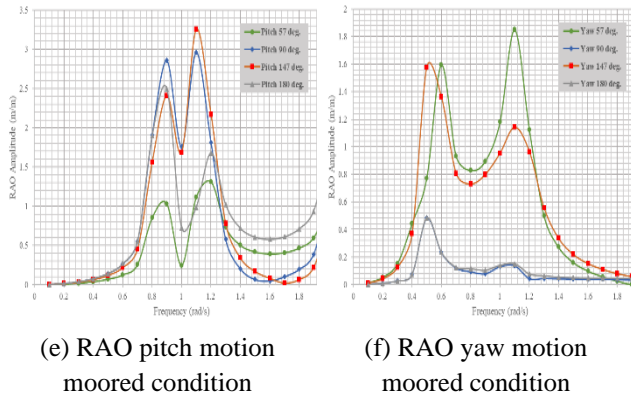 3.5
3
2.5
2
1.5
1
0.5
0
RAO Amplitude (m/m)
Pitch 57 deg.
Pitch 90 deg.
Pitch 147 deg.
Pitch 180 deg.
0 0.2 0.4 0.6 0.8 1 1.2 1.4 1.6 1.8
Frequency (rad/s)
(e) RAO pitch motion
moored condition
2
1.8
1.6
1.4
1.2
1
0.8
0.6
0.4
0.2
0
RAO Amplitude (m/m)
Yaw 57 deg.
Yaw 90 deg.
Yaw 147 deg.
Yaw 180 deg.
0 0.2 0.4 0.6 0.8 1 1.2 1.4 1.6 1.8
Frequency (rad/s)
(f) RAO yaw motion
moored condition